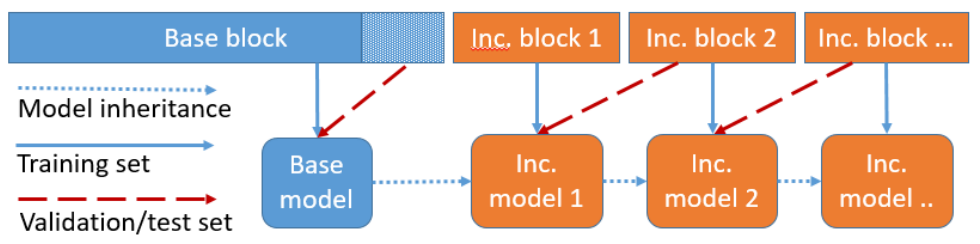 Base block
Inc. block 1
Inc. block 2
Inc. block ...
Model inheritance
Training set
Validation/test set
Base
model
Inc.
model 1
Inc.
model 2
Inc.
model ..